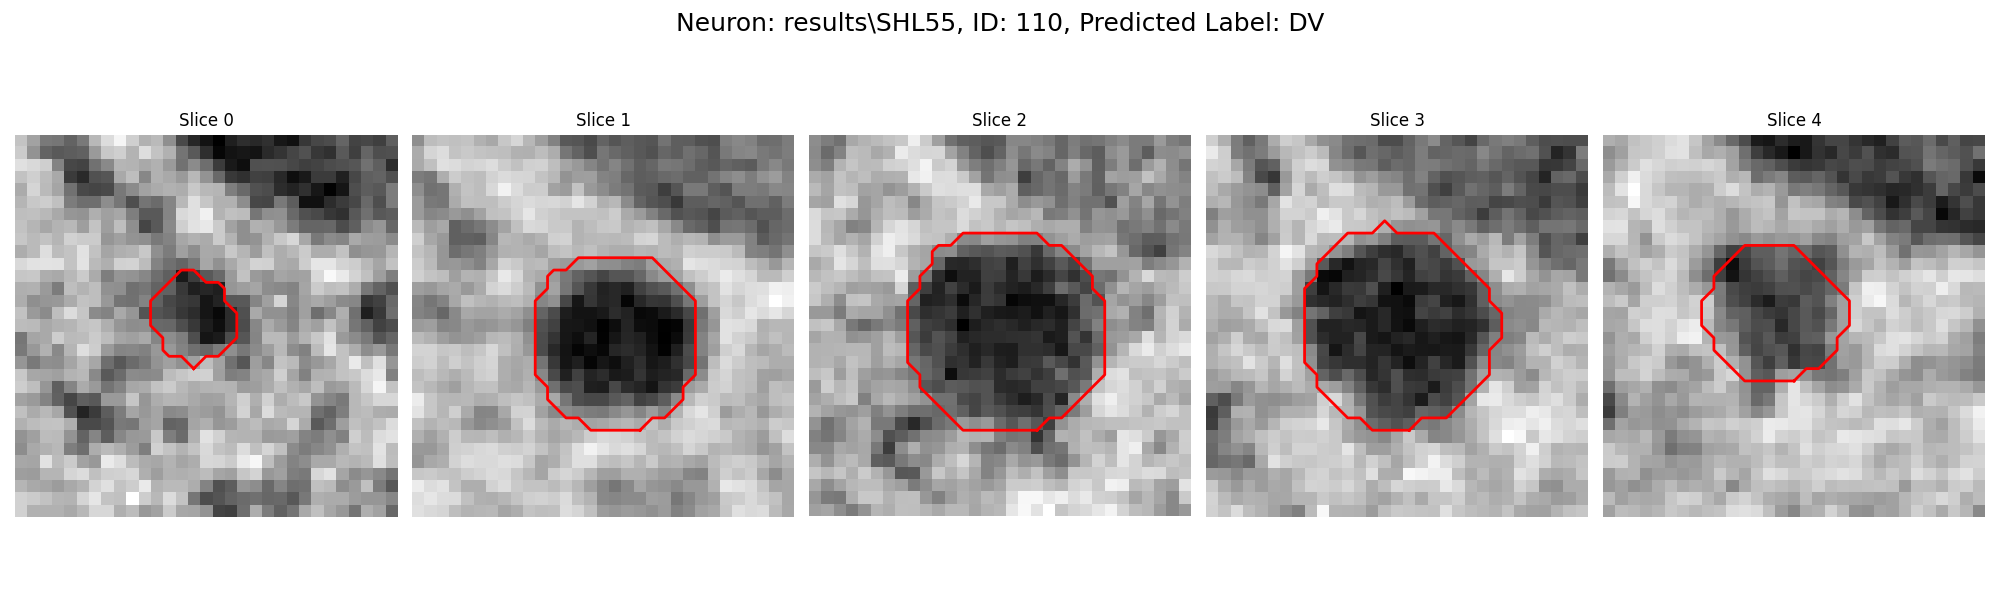 Neuron: results\SHL55, ID: 110, Predicted Label: DV
Slice 0
Slice 1
Slice 2
Slice 3
Slice 4